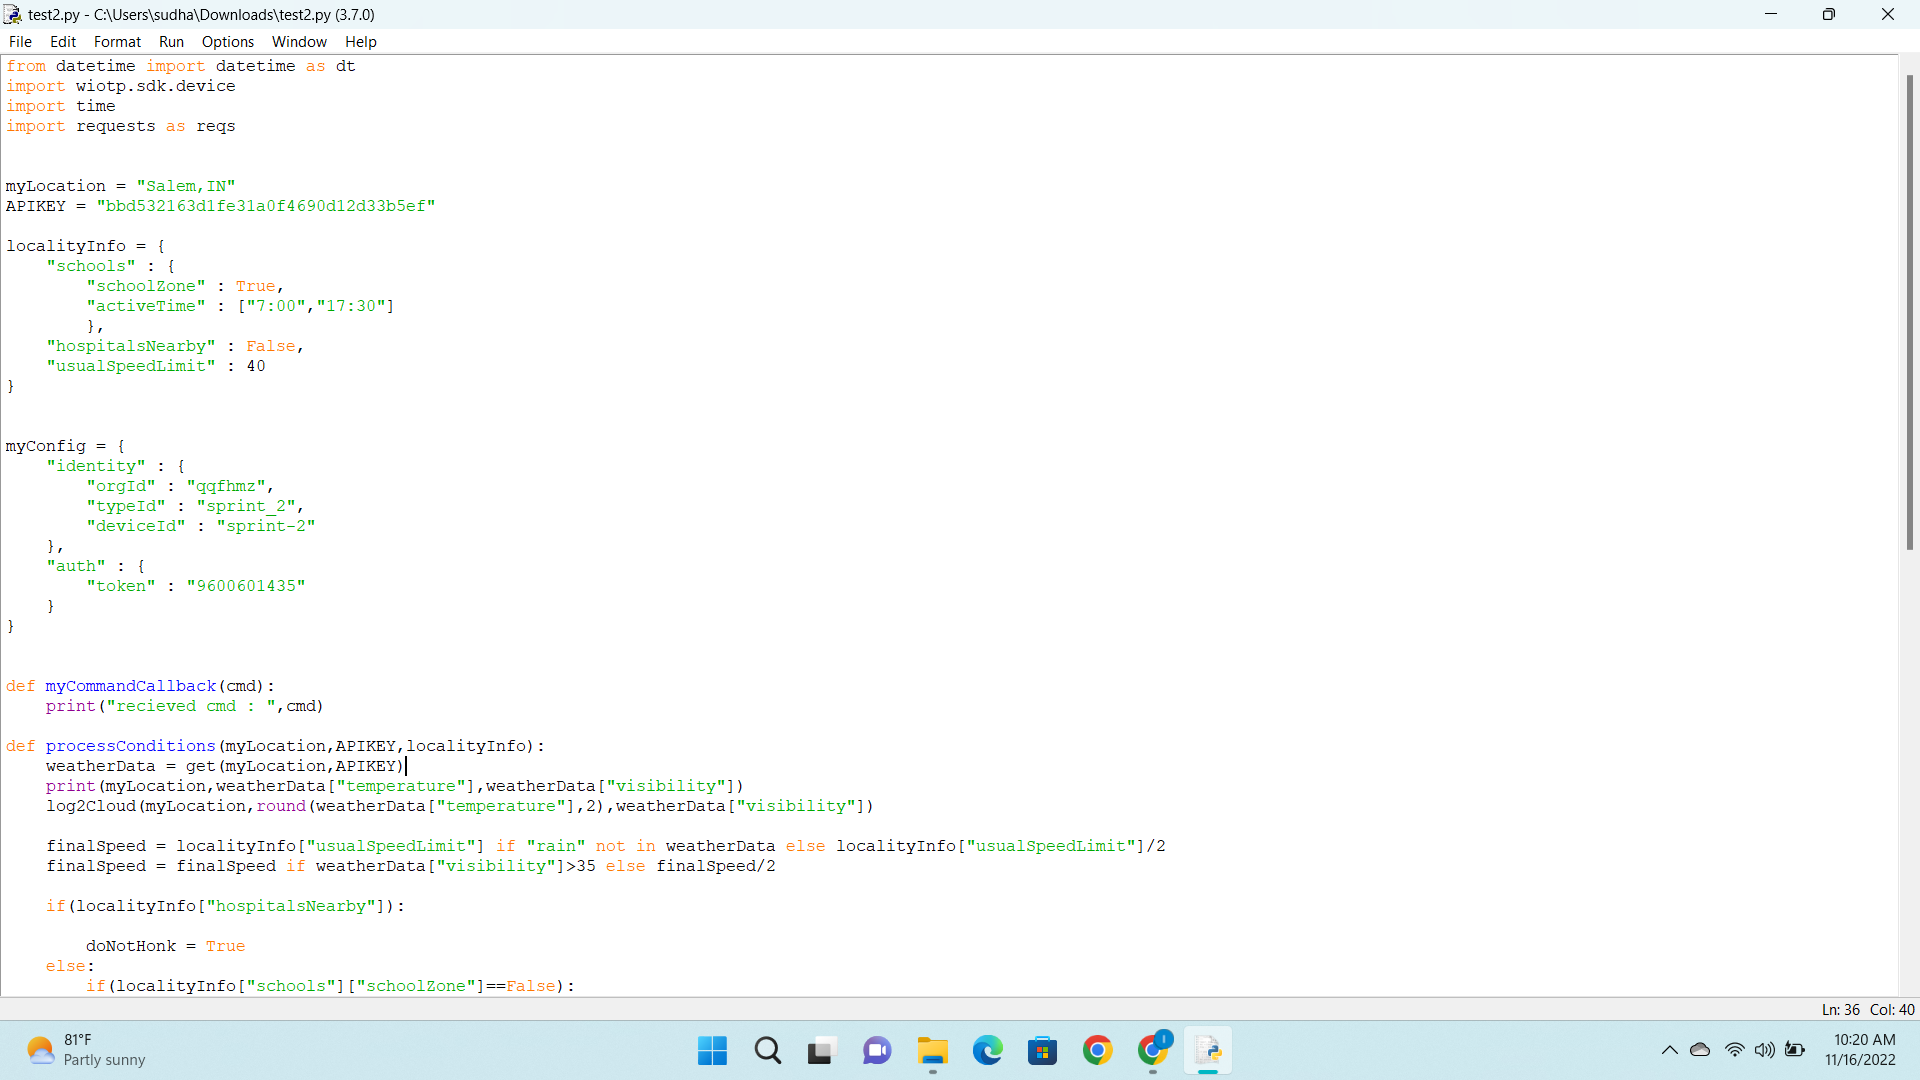 test2.py - C:\Users\sudha\Downloads\test2.py (3.7.0)
File Edit Format Run Options Window Help
from datetime import datetime as dt
import wiotp.sdk.device
import time
import requests as reqs
myLocation = "Salem,IN"
APIKEY = "bbd532163d1fe31a0f4690d12d33b5ef"
localityInfo = {
    "schools" : {
        "schoolZone" : True,
        "activeTime" : ["7:00","17:30"]
        },
    "hospitalsNearby" : False,
    "usualSpeedLimit" : 40
}
myConfig = {
    "identity" : {
        "orgId" : "qqfhmz",
        "typeId" : "sprint_2",
        "deviceId" : "sprint-2"
    },
    "auth" : {
        "token" : "9600601435"
    }
}
def myCommandCallback(cmd):
    print("recieved cmd : ",cmd)
def processConditions(myLocation,APIKEY,localityInfo):
    weatherData = get(myLocation,APIKEY)
    print(myLocation,weatherData["temperature"],weatherData["visibility"])
    log2Cloud(myLocation,round(weatherData["temperature"],2),weatherData["visibility"])
    finalSpeed = localityInfo["usualSpeedLimit"] if "rain" not in weatherData else localityInfo["usualSpeedLimit"]/2
    finalSpeed = finalSpeed if weatherData["visibility"]>35 else finalSpeed/2
    if(localityInfo["hospitalsNearby"]):
        doNotHonk = True
    else:
        if(localityInfo["schools"]["schoolZone"]==False):
Ln: 36 Col: 40
81°F
Partly sunny
10:20 AM
11/16/2022